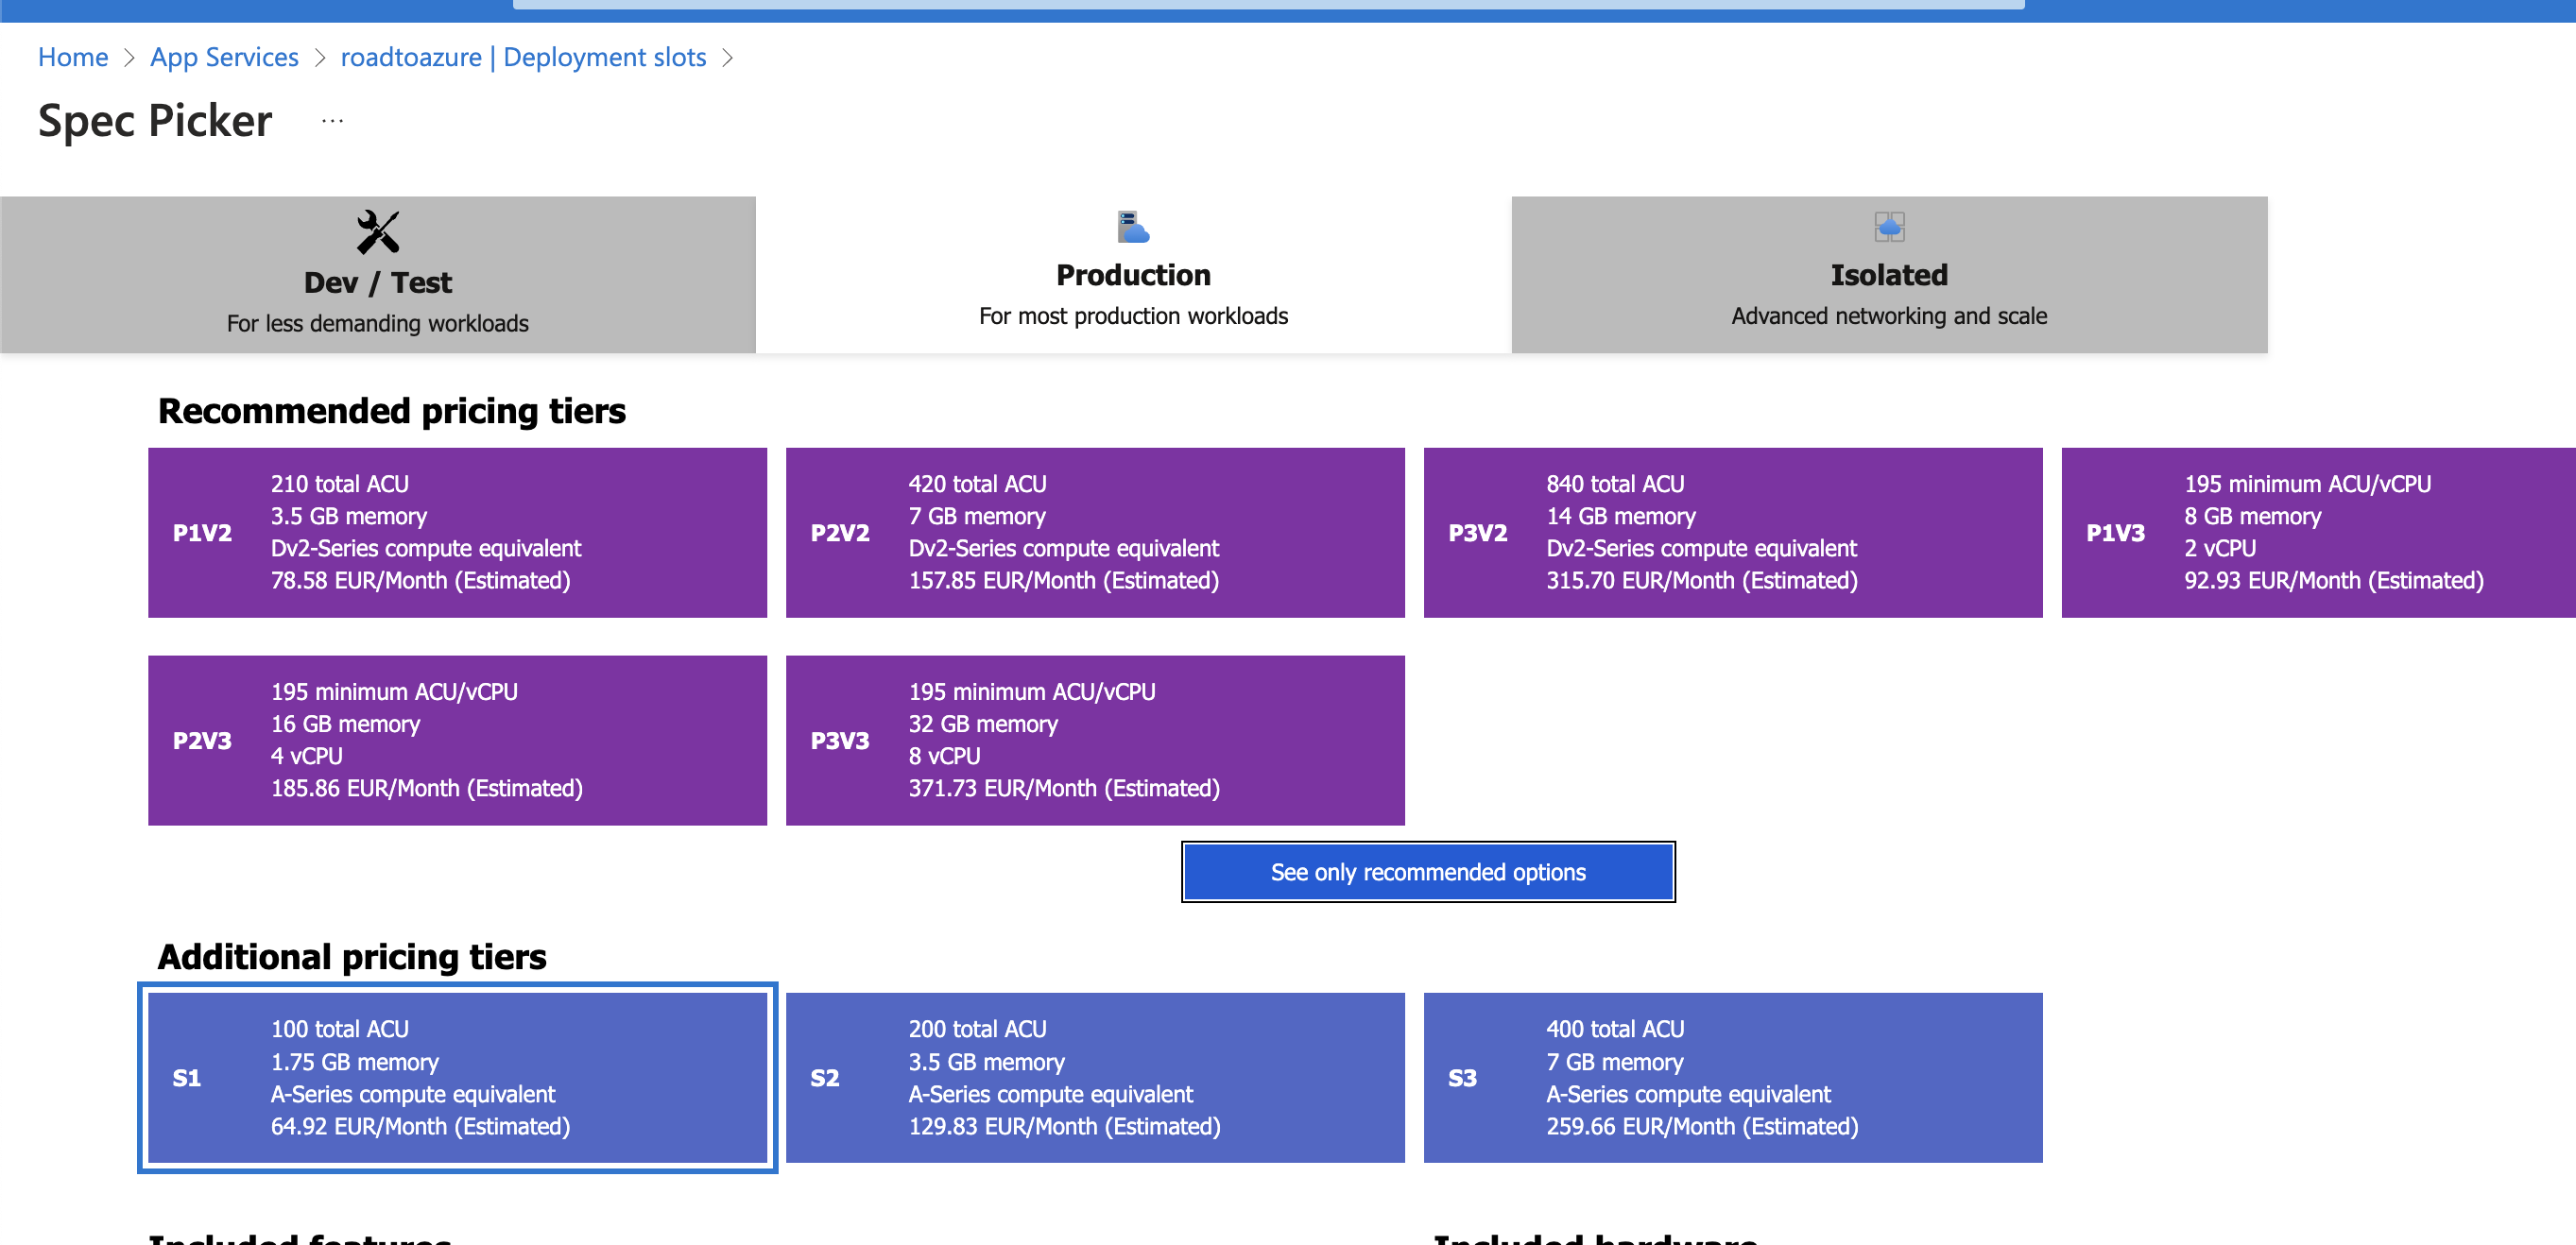 Home > App Services > roadtoazure | Deployment slots >
Spec Picker ...
Dev / Test
For less demanding workloads
Production
For most production workloads
Isolated
Advanced networking and scale
Recommended pricing tiers
P1V2
210 total ACU
3.5 GB memory
Dv2-Series compute equivalent
78.58 EUR/Month (Estimated)
P2V2
420 total ACU
7 GB memory
Dv2-Series compute equivalent
157.85 EUR/Month (Estimated)
P3V2
840 total ACU
14 GB memory
Dv2-Series compute equivalent
315.70 EUR/Month (Estimated)
P1V3
195 minimum ACU/vCPU
8 GB memory
2 vCPU
92.93 EUR/Month (Estimated)
P2V3
195 minimum ACU/vCPU
16 GB memory
4 vCPU
185.86 EUR/Month (Estimated)
P3V3
195 minimum ACU/vCPU
32 GB memory
8 vCPU
371.73 EUR/Month (Estimated)
See only recommended options
Additional pricing tiers
S1
100 total ACU
1.75 GB memory
A-Series compute equivalent
64.92 EUR/Month (Estimated)
S2
200 total ACU
3.5 GB memory
A-Series compute equivalent
129.83 EUR/Month (Estimated)
S3
400 total ACU
7 GB memory
A-Series compute equivalent
259.66 EUR/Month (Estimated)
Included features
Included hardware